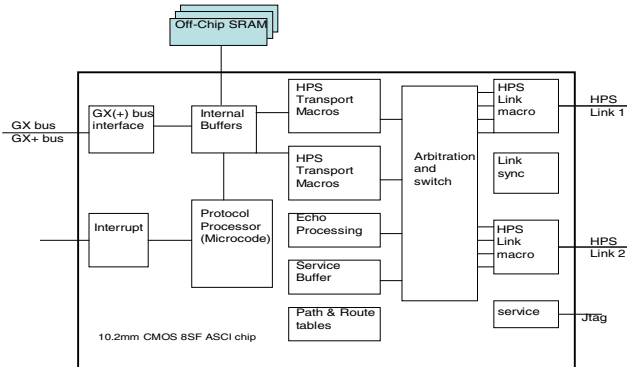 Off-Chip SRAM
GX bus
GX+ bus
GX(+) bus
interface
Internal
Buffers
HPS
Transport
Macros
HPS
Transport
Macros
Arbitration
and
switch
HPS
Link
macro
HPS
Link 1
Link
sync
Interrupt
Protocol
Processor
(Microcode)
Echo
Processing
Service
Buffer
Path & Route
tables
HPS
Link
macro
HPS
Link 2
service
Jtag
10.2mm CMOS 8SF ASCI chip